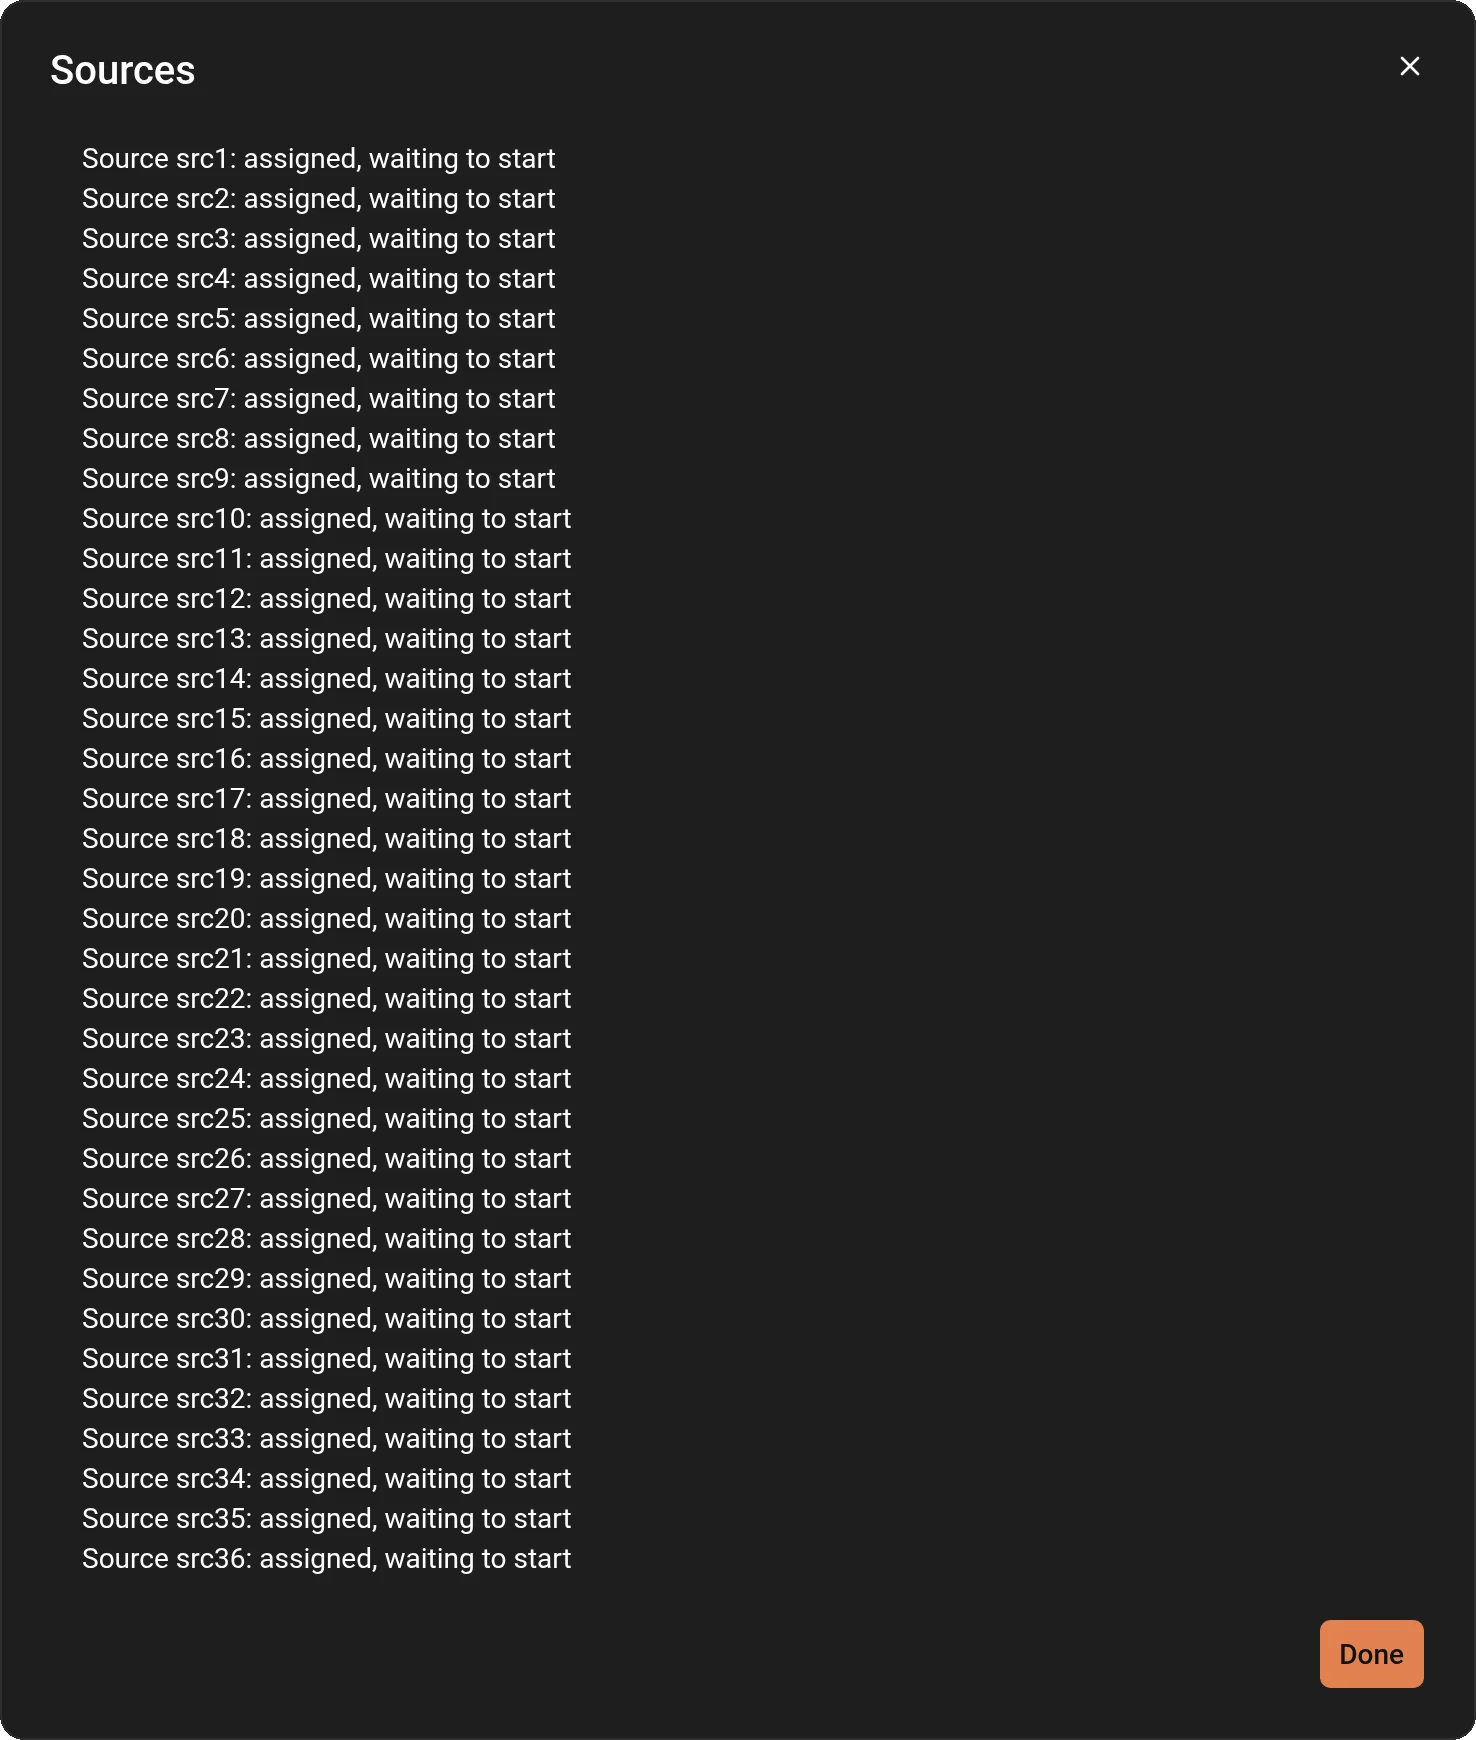 Sources
Source src1: assigned, waiting to start
Source src2: assigned, waiting to start
Source src3: assigned, waiting to start
Source src4: assigned, waiting to start
Source src5: assigned, waiting to start
Source src6: assigned, waiting to start
Source src7: assigned, waiting to start
Source src8: assigned, waiting to start
Source src9: assigned, waiting to start
Source src10: assigned, waiting to start
Source src11: assigned, waiting to start
Source src12: assigned, waiting to start
Source src13: assigned, waiting to start
Source src14: assigned, waiting to start
Source src15: assigned, waiting to start
Source src16: assigned, waiting to start
Source src17: assigned, waiting to start
Source src18: assigned, waiting to start
Source src19: assigned, waiting to start
Source src20: assigned, waiting to start
Source src21: assigned, waiting to start
Source src22: assigned, waiting to start
Source src23: assigned, waiting to start
Source src24: assigned, waiting to start
Source src25: assigned, waiting to start
Source src26: assigned, waiting to start
Source src27: assigned, waiting to start
Source src28: assigned, waiting to start
Source src29: assigned, waiting to start
Source src30: assigned, waiting to start
Source src31: assigned, waiting to start
Source src32: assigned, waiting to start
Source src33: assigned, waiting to start
Source src34: assigned, waiting to start
Source src35: assigned, waiting to start
Source src36: assigned, waiting to start
Done